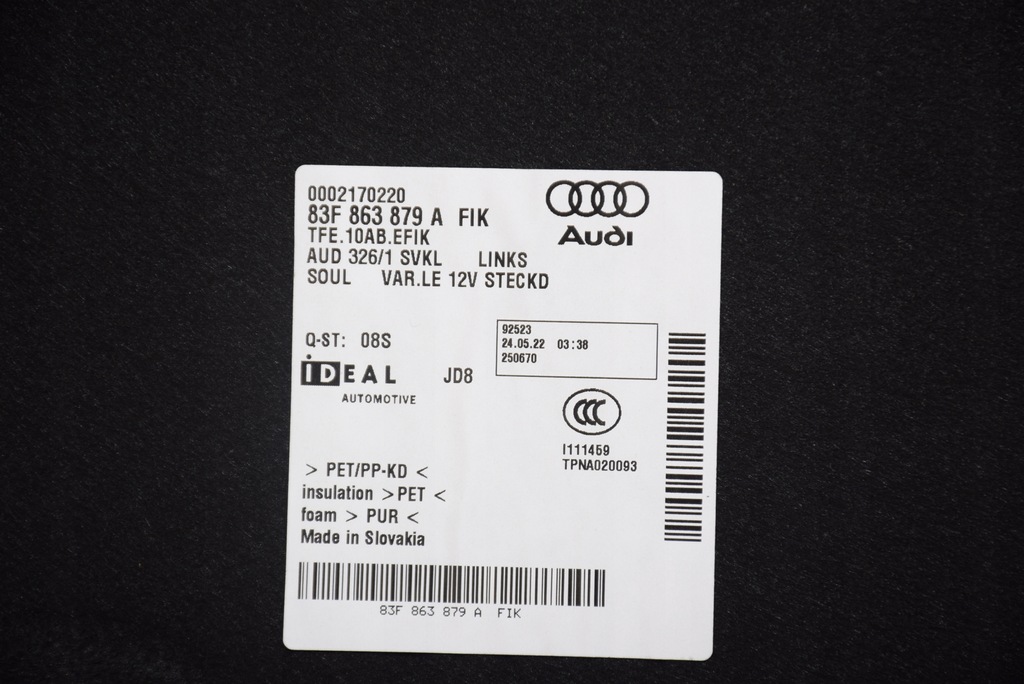 0002170220
83F 863 879 A FIK
TFE.10AB.EFIK
AUD 326/1 SVKL LINKS
SOUL VAR.LE 12V STECKD
Audi
Q-ST: 08S
92523
24.05.22 03:38
250670
iDEAL
AUTOMOTIVE
JD8
CCC
I111459
TPNA020093
> PET/PP-KD <
insulation >PET <
foam > PUR <
Made in Slovakia
83F 863 879 A FIK